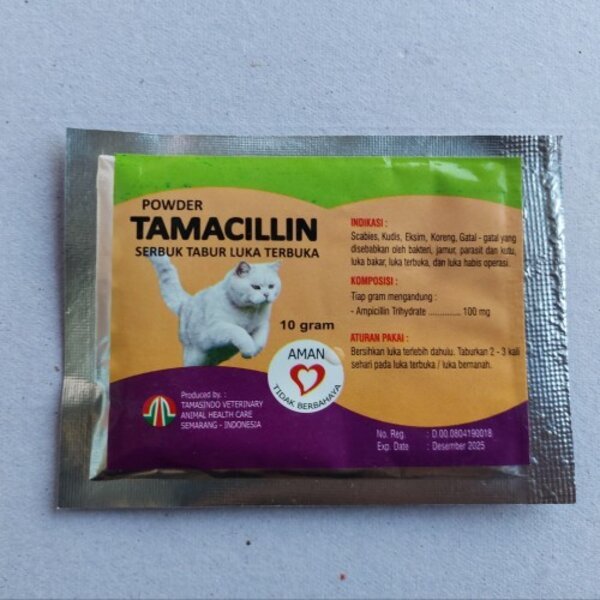 POWDER
TAMACILLIN
SERBUK TABUR LUKA TERBUKA
10 gram
AMAN
TIDAK BERBAHAYA
Produced by. :
TAMASINDO VETERINARY
ANIMAL HEALTH CARE
SEMARANG - INDONESIA
INDIKASI :
Scabies, Kudis, Eksim, Koreng, Gatal - gatal yang
disebabkan oleh bakteri, jamur, parasit dan kutu,
luka bakar, luka terbuka, dan luka habis operasi.
KOMPOSISI :
Tiap gram mengandung :
- Ampicillin Trihydrate .............. 100 mg
ATURAN PAKAI :
Bersihkan luka terlebih dahulu. Taburkan 2 - 3 kali
sehari pada luka terbuka / luka bernanah.
No. Reg. : D.00.0804190018
Exp. Date : Desember 2025